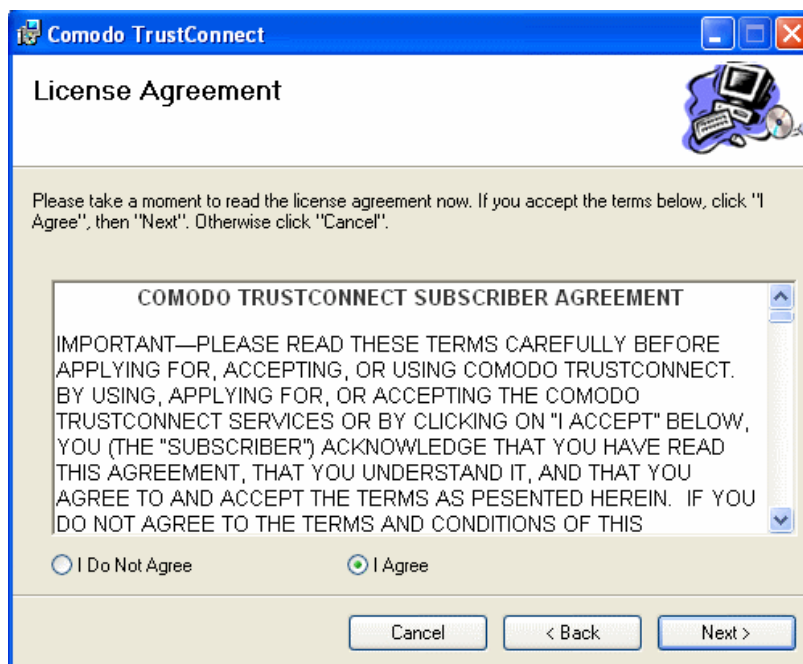 Comodo TrustConnect
License Agreement
Please take a moment to read the license agreement now. If you accept the terms below, click "I
Agree", then "Next". Otherwise click "Cancel".
COMODO TRUSTCONNECT SUBSCRIBER AGREEMENT
IMPORTANT—PLEASE READ THESE TERMS CAREFULLY BEFORE
APPLYING FOR, ACCEPTING, OR USING COMODO TRUSTCONNECT.
BY USING, APPLYING FOR, OR ACCEPTING THE COMODO
TRUSTCONNECT SERVICES OR BY CLICKING ON "I ACCEPT" BELOW,
YOU (THE "SUBSCRIBER") ACKNOWLEDGE THAT YOU HAVE READ
THIS AGREEMENT, THAT YOU UNDERSTAND IT, AND THAT YOU
AGREE TO AND ACCEPT THE TERMS AS PESENTED HEREIN.  IF YOU
DO NOT AGREE TO THE TERMS AND CONDITIONS OF THIS
I Do Not Agree
I Agree
Cancel
< Back
Next >